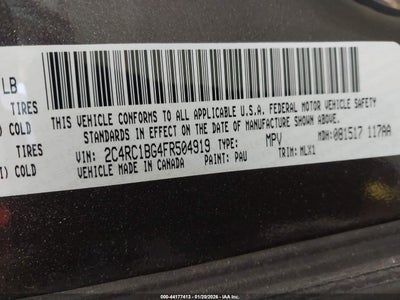 LB
TIRES
COLD
THIS VEHICLE CONFORMS TO ALL APPLICABLE U.S.A. FEDERAL MOTOR VEHICLE SAFETY
STANDARDS IN EFFECT ON THE DATE OF MANUFACTURE SHOWN ABOVE.
TIRES
) COLD
VIN: 2C4RC1BG4FR504919 TYPE: MPV MDH: 081517 117AA
VEHICLE MADE IN CANADA PAINT: PAU TRIM: MLX1
TIRES
I) COLD
000-44177413 - 01/20/2026 - IAA Inc.